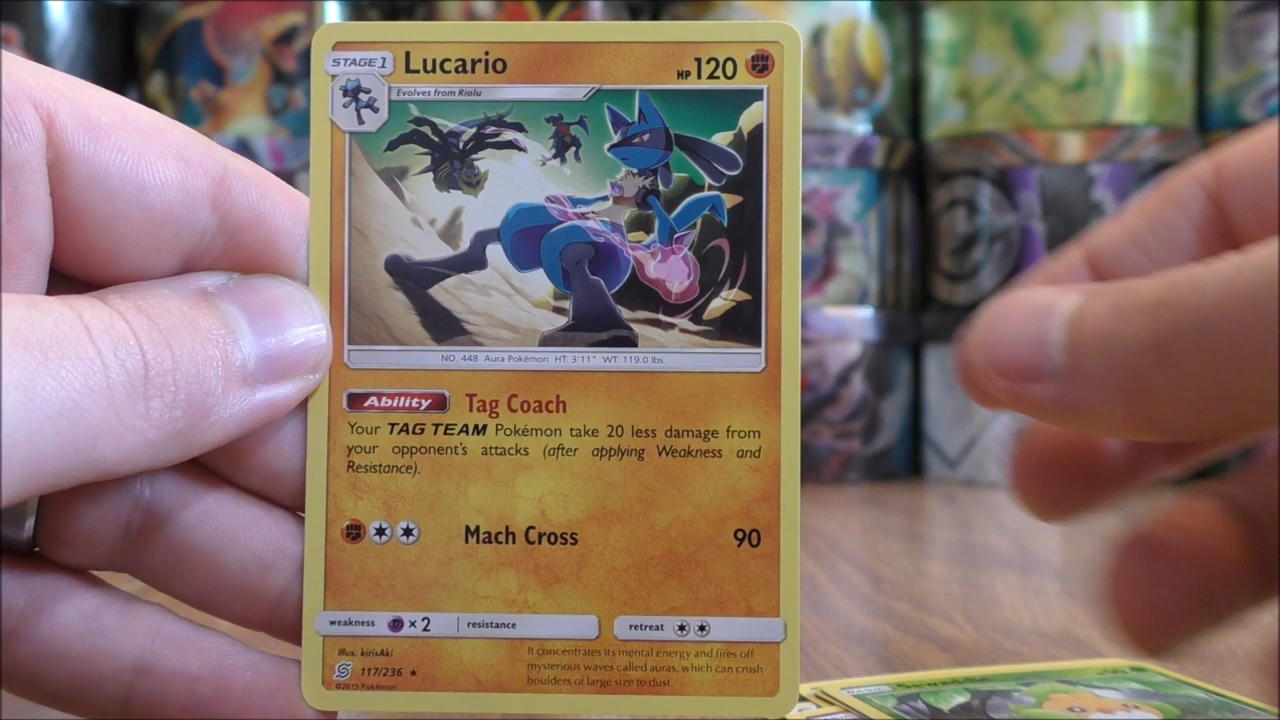 STAGE 1 Lucario HP 120
Evolves from Riolu
NO. 448 Aura Pokémon HT: 3'11" WT: 119.0 lbs.
Ability Tag Coach
Your TAG TEAM Pokémon take 20 less damage from
your opponent's attacks (after applying Weakness and
Resistance).
Mach Cross 90
weakness ×2 resistance retreat
Illus. kirisAki
117/236 ★
©2019 Pokémon
It concentrates its mental energy and fires off
mysterious waves called auras, which can crush
boulders of large size to dust.
BASIC Sewaddle